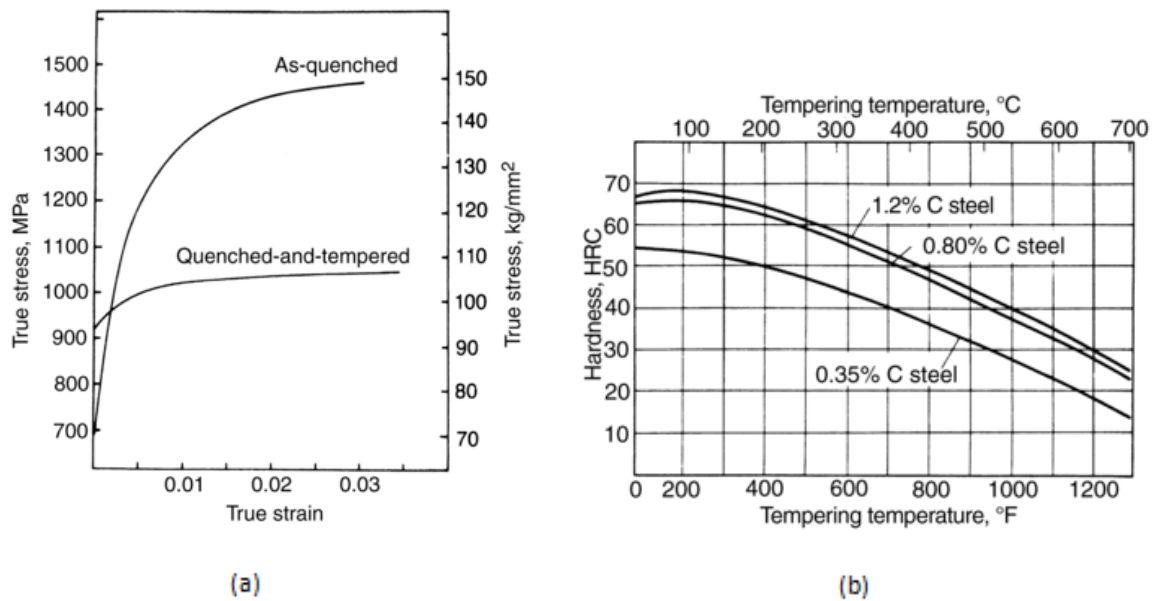 As-quenched
Quenched-and-tempered
True stress, MPa
1500
1400
1300
1200
1100
1000
900
800
700
150
140
130
120
110
100
90
80
70
True stress, kg/mm²
0.01 0.02 0.03
True strain
(a)
Tempering temperature, °C
100 200 300 400 500 600 700
Hardness, HRC
70
60
50
40
30
20
10
1.2% C steel
0.80% C steel
0.35% C steel
0 200 400 600 800 1000 1200
Tempering temperature, °F
(b)